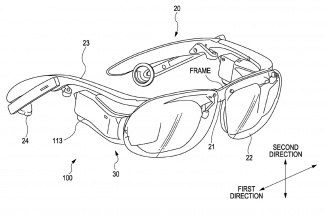 20
23
FRAME
24
113
100
30
21
22
SECOND
DIRECTION
FIRST
DIRECTION